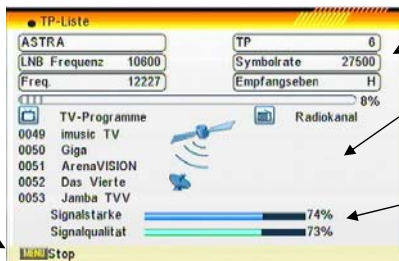 TP-Liste
ASTRA TP 6
LNB Frequenz 10600 Symbolrate 27500
Freq. 12227 Empfangseben H
8%
TV-Programme Radiokanal
0049 imusic TV
0050 Giga
0051 ArenaVISION
0052 Das Vierte
0053 Jamba TVV
Signalstarke 74%
Signalqualitat 73%
MENU Stop